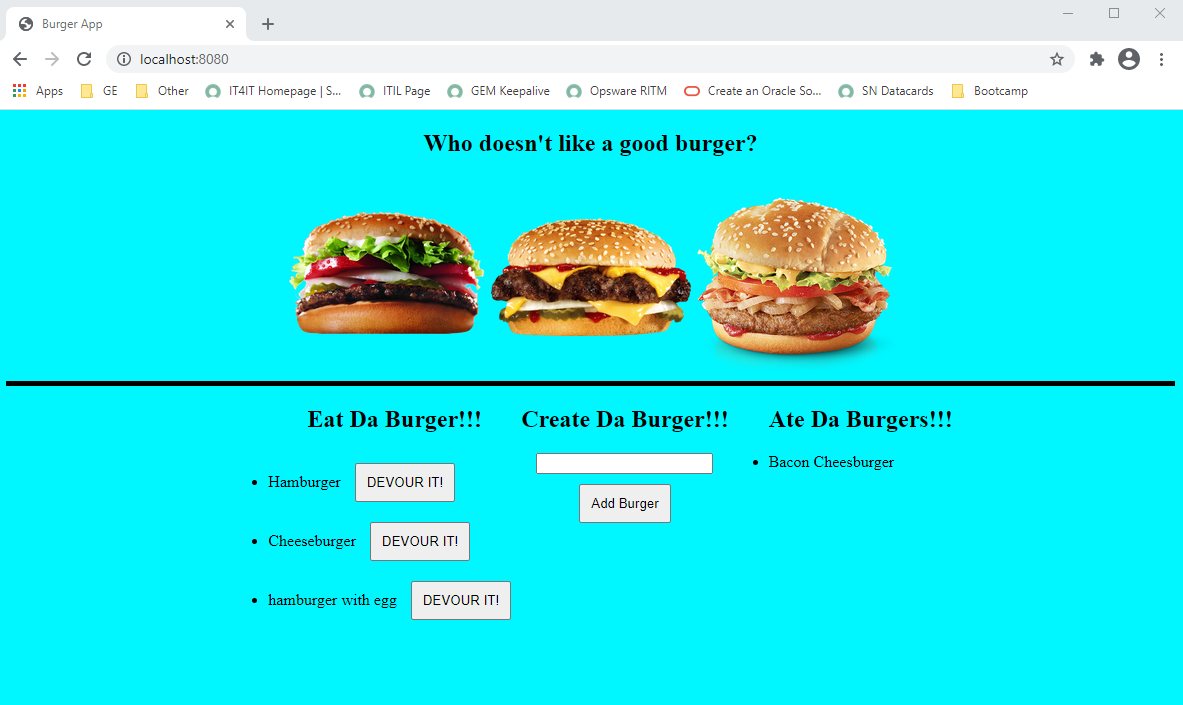 Burger App
localhost:8080
Apps GE Other IT4IT Homepage | S... ITIL Page GEM Keepalive Opsware RITM Create an Oracle So... SN Datacards Bootcamp
Who doesn't like a good burger?
Eat Da Burger!!! Create Da Burger!!! Ate Da Burgers!!!
Bacon Cheesburger
Hamburger DEVOUR IT!
Add Burger
Cheeseburger DEVOUR IT!
hamburger with egg DEVOUR IT!